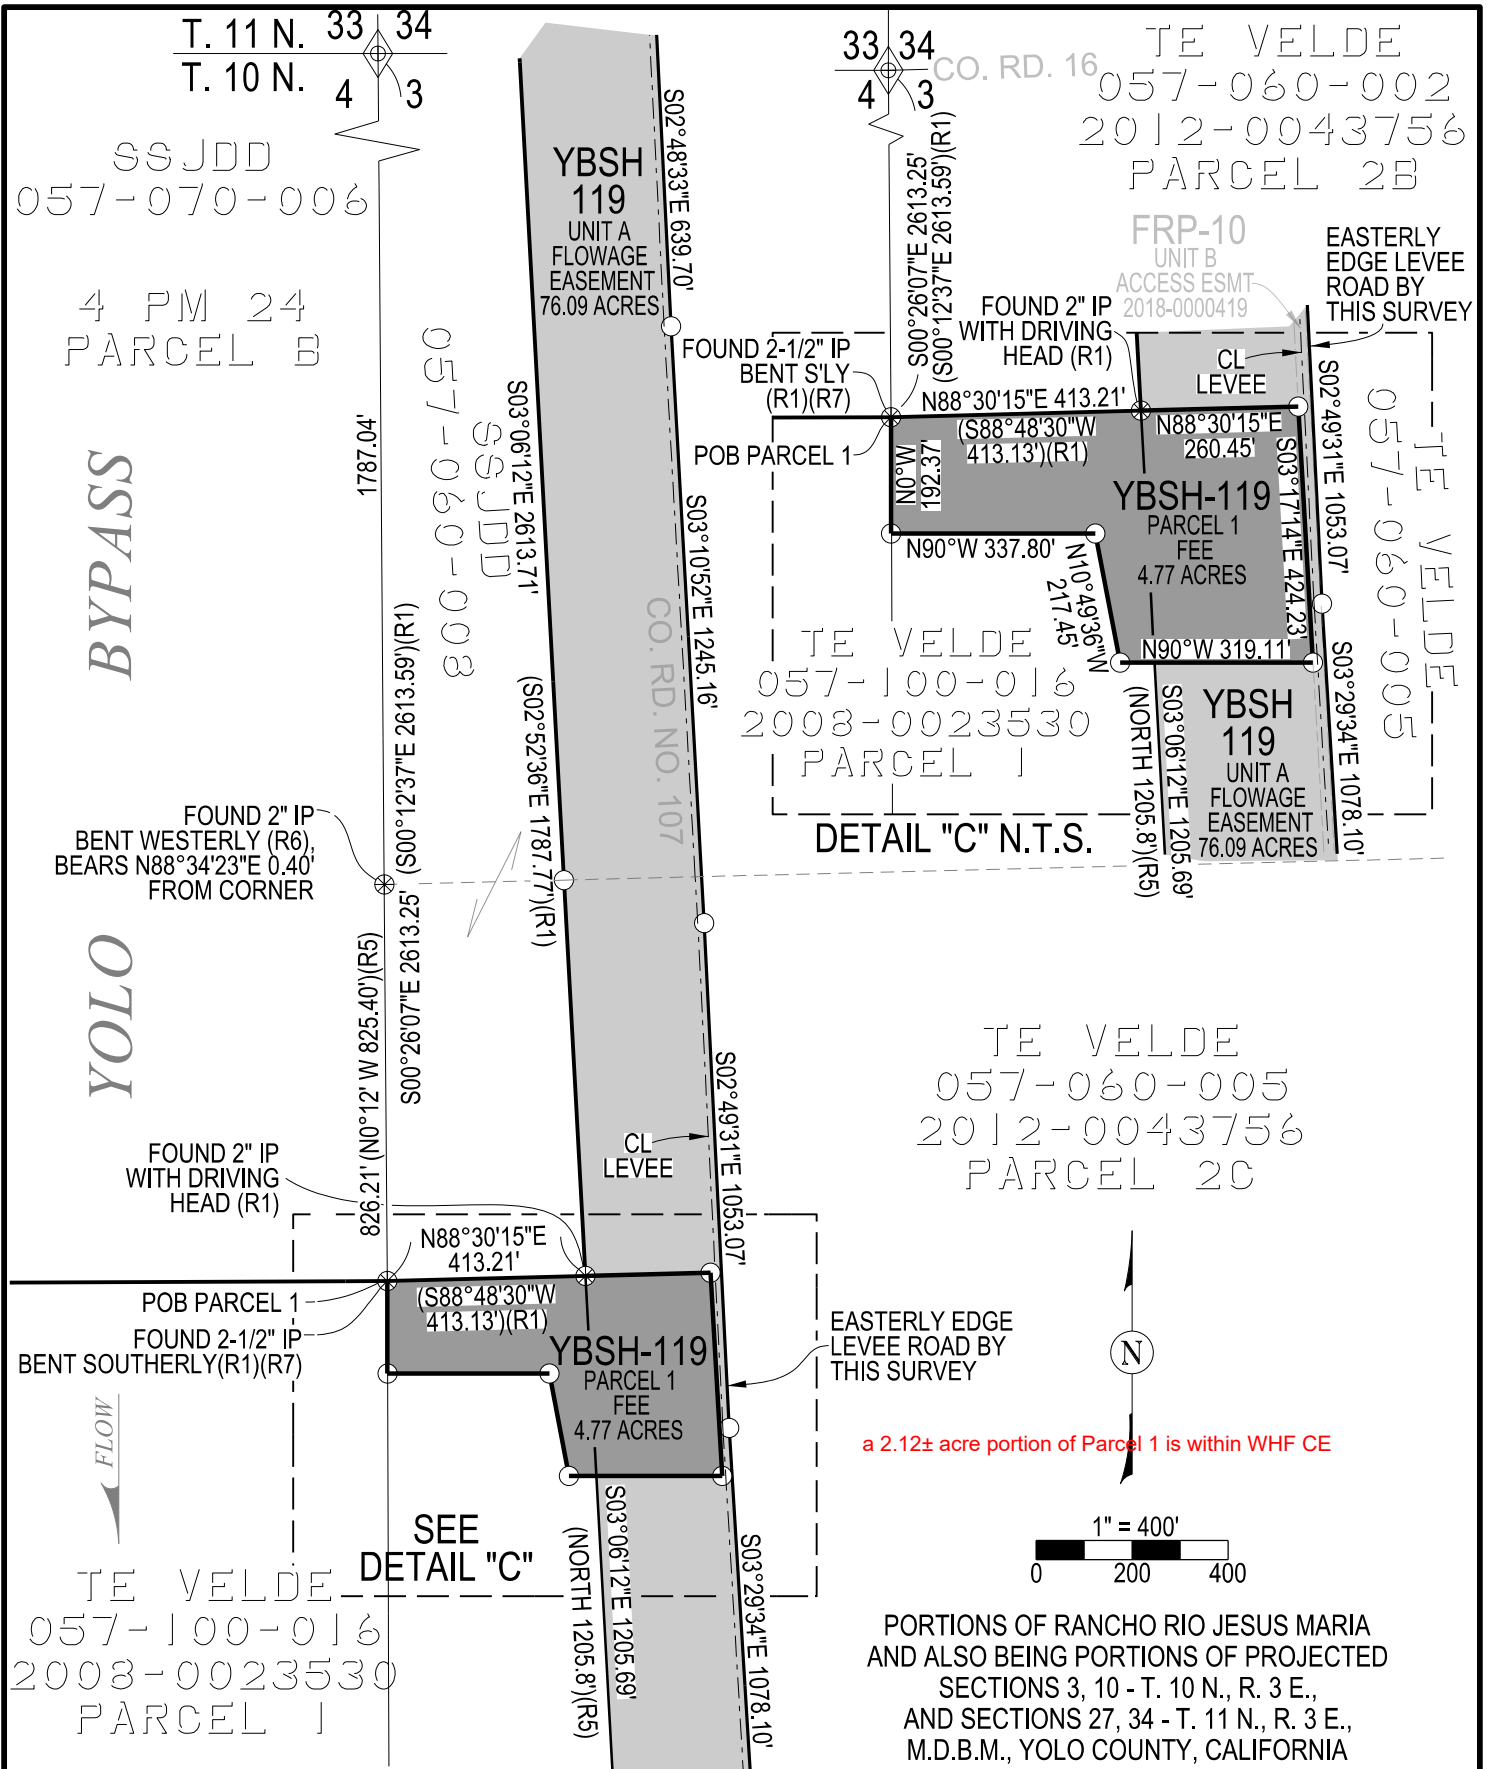 T. 11 N.
33 34
T. 10 N.
4 3
SSJDD
057-070-006
4 PM 24
PARCEL B
1787.04'
BYPASS
YOLO
057-060-008
SSJDD
YBSH
119
UNIT A
FLOWAGE
EASEMENT
76.09 ACRES
S02°48'33"E 639.70'
S03°06'12"E 2613.71'
(S02°52'36"E 1787.77')(R1)
S03°10'52"E 1245.16'
CO. RD. NO. 107
S00°26'07"E 2613.25' (S00°12'37"E 2613.59')(R1)
826.21' (N0°12' W 825.40')(R5)
FOUND 2" IP
BENT WESTERLY (R6),
BEARS N88°34'23"E 0.40'
FROM CORNER
33 34
4 3
CO. RD. 16
S00°26'07"E 2613.25'
(S00°12'37"E 2613.59')(R1)
TE VELDE
057-060-002
2012-0043756
PARCEL 2B
FRP-10
UNIT B
ACCESS ESMT
2018-0000419
EASTERLY
EDGE LEVEE
ROAD BY
THIS SURVEY
FOUND 2" IP
WITH DRIVING
HEAD (R1)
FOUND 2-1/2" IP
BENT S'LY
(R1)(R7)
CL
LEVEE
N88°30'15"E 413.21'
(S88°48'30"W
413.13')(R1)
N88°30'15"E
260.45'
POB PARCEL 1
N0°W
192.37'
N90°W 337.80'
N10°49'36"W
217.45'
YBSH-119
PARCEL 1
FEE
4.77 ACRES
S03°17'14"E 424.23'
S02°49'31"E 1053.07'
TE VELDE
057-060-005
N90°W 319.11'
TE VELDE
057-100-016
2008-0023530
PARCEL 1
(NORTH 1205.8')(R5)
S03°06'12"E 1205.69'
YBSH
119
UNIT A
FLOWAGE
EASEMENT
76.09 ACRES
S03°29'34"E 1078.10'
DETAIL "C" N.T.S.
TE VELDE
057-060-005
2012-0043756
PARCEL 2C
CL
LEVEE
S02°49'31"E 1053.07'
FOUND 2" IP
WITH DRIVING
HEAD (R1)
N88°30'15"E
413.21'
(S88°48'30"W
413.13')(R1)
POB PARCEL 1
FOUND 2-1/2" IP
BENT SOUTHERLY(R1)(R7)
YBSH-119
PARCEL 1
FEE
4.77 ACRES
EASTERLY EDGE
LEVEE ROAD BY
THIS SURVEY
N
FLOW
a 2.12± acre portion of Parcel 1 is within WHF CE
SEE
DETAIL "C"
(NORTH 1205.8')(R5)
S03°06'12"E 1205.69'
S03°29'34"E 1078.10'
TE VELDE
057-100-016
2008-0023530
PARCEL 1
1" = 400'
0 200 400
PORTIONS OF RANCHO RIO JESUS MARIA
AND ALSO BEING PORTIONS OF PROJECTED
SECTIONS 3, 10 - T. 10 N., R. 3 E.,
AND SECTIONS 27, 34 - T. 11 N., R. 3 E.,
M.D.B.M., YOLO COUNTY, CALIFORNIA